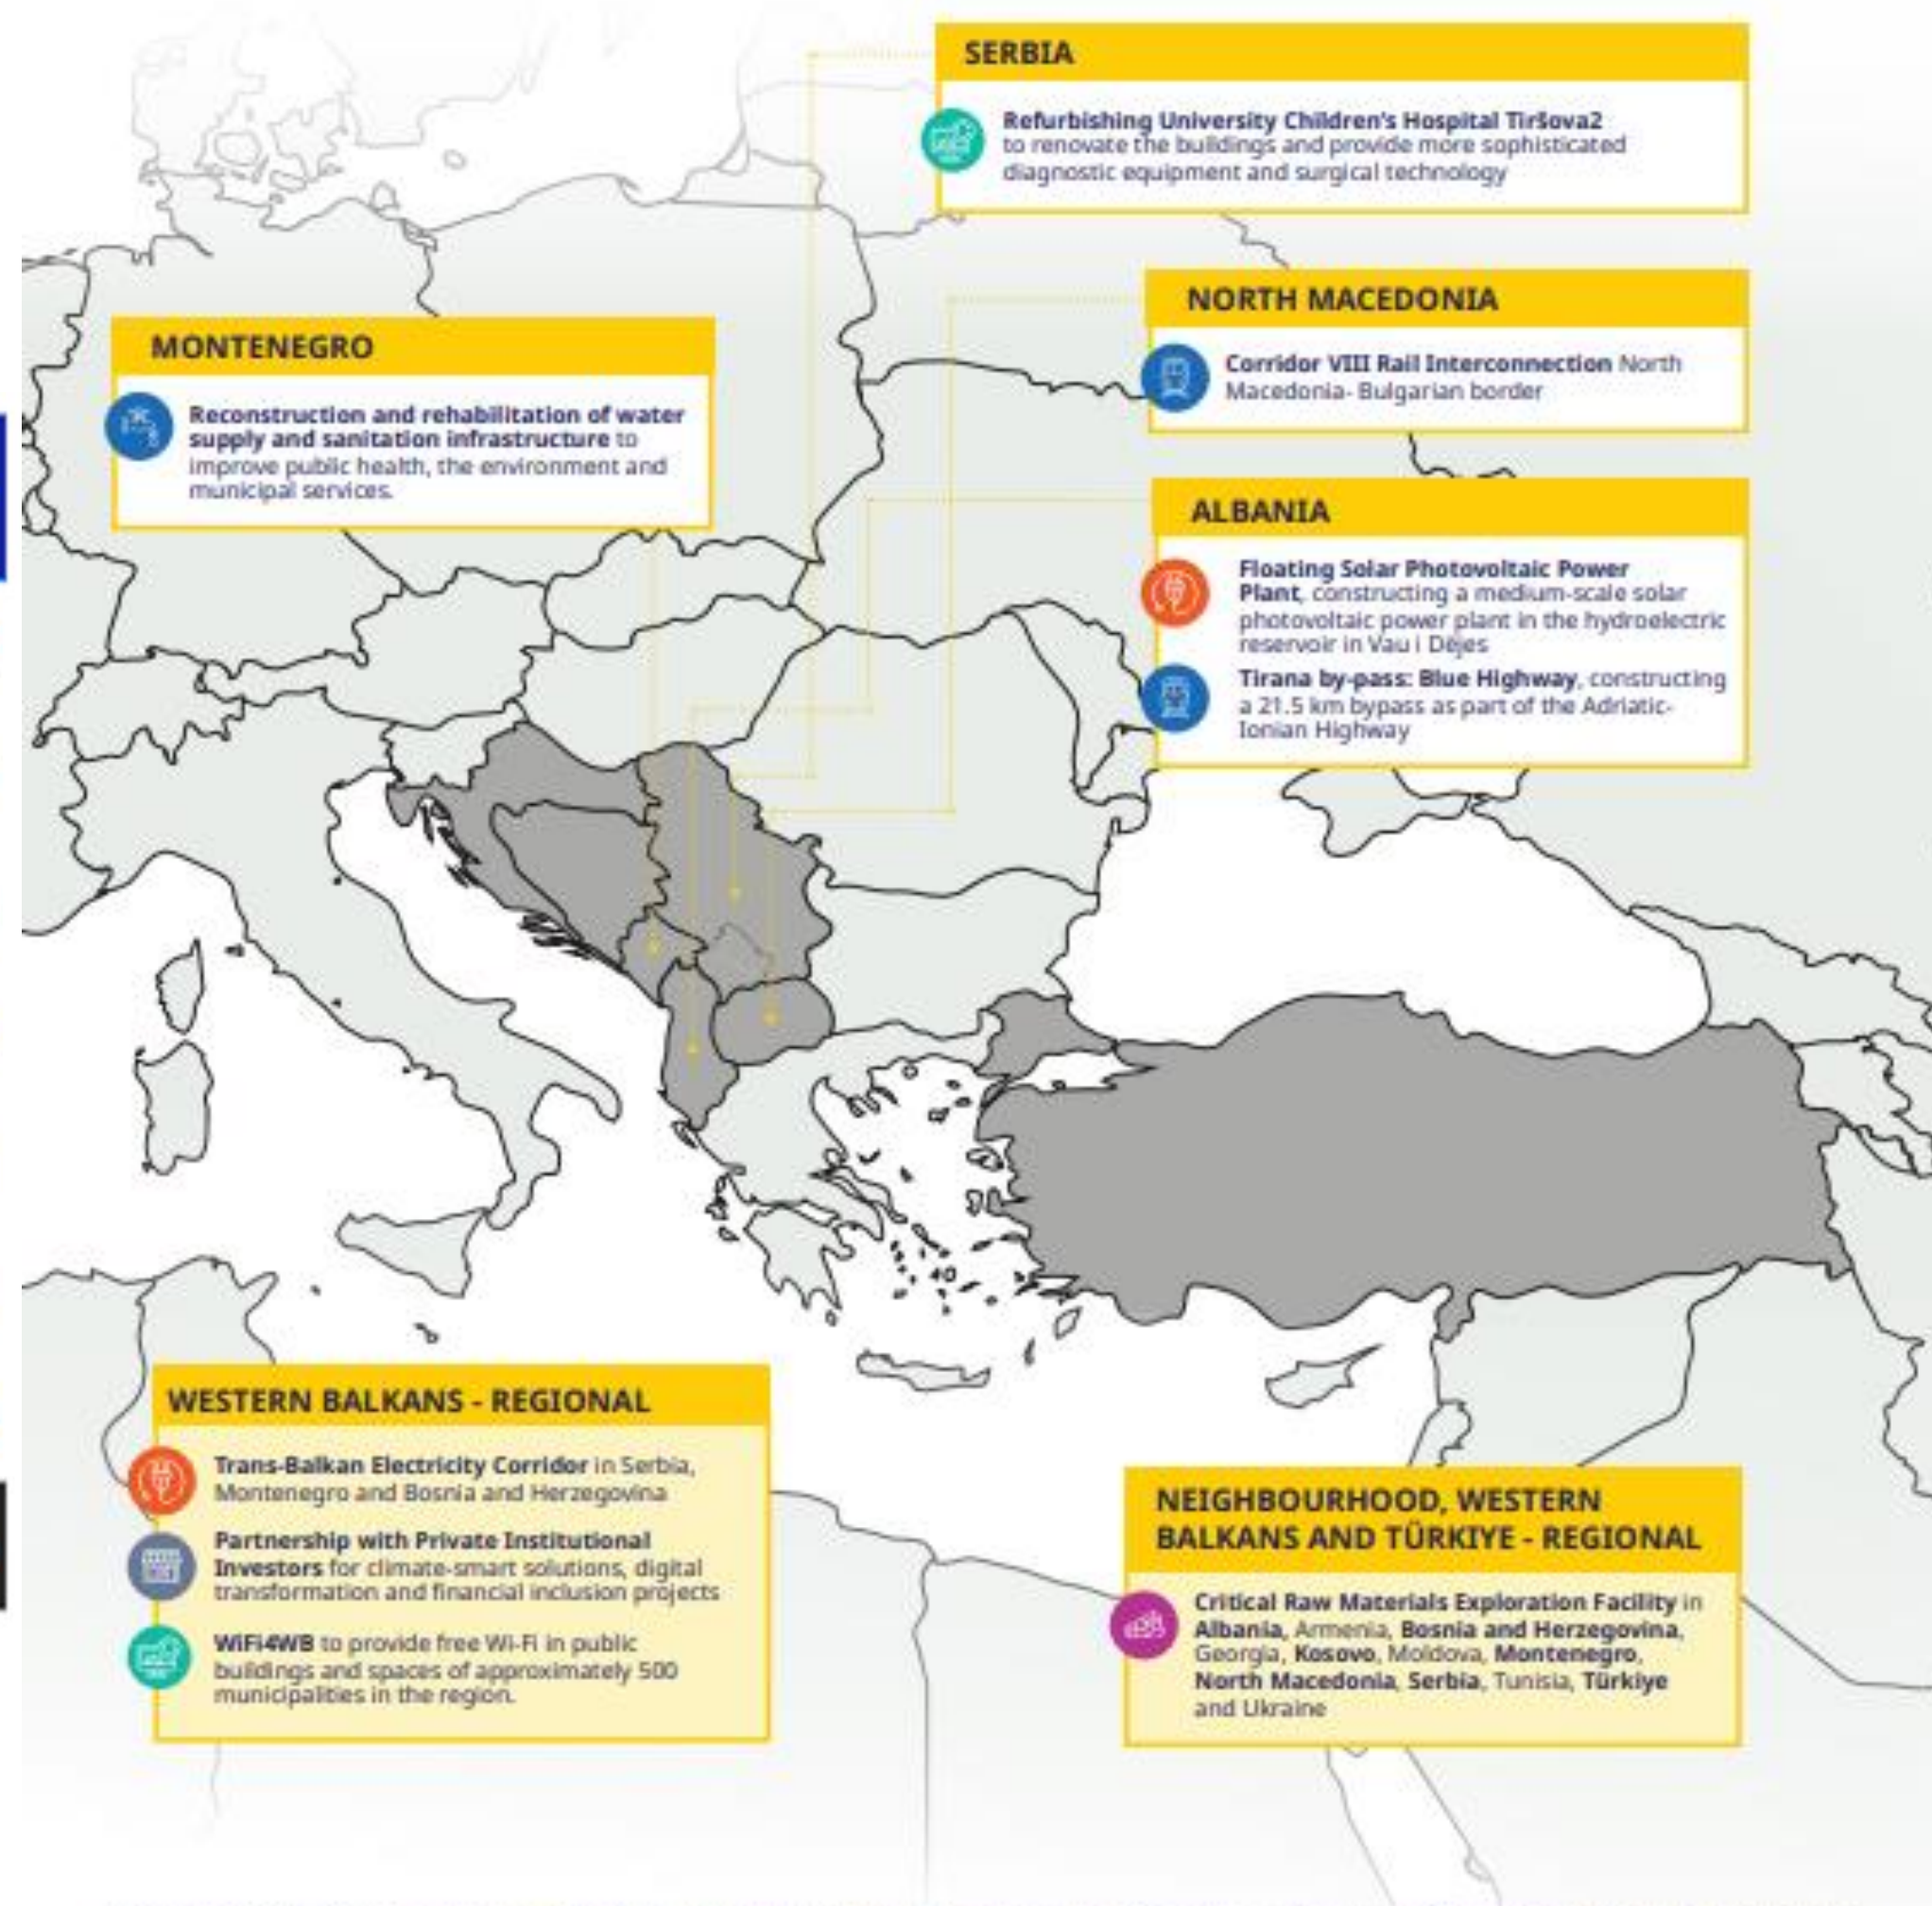 SERBIA
Refurbishing University Children's Hospital Tiršova2
to renovate the buildings and provide more sophisticated
diagnostic equipment and surgical technology
NORTH MACEDONIA
Corridor VIII Rail Interconnection North
Macedonia- Bulgarian border
MONTENEGRO
Reconstruction and rehabilitation of water
supply and sanitation infrastructure to
improve public health, the environment and
municipal services.
ALBANIA
Floating Solar Photovoltaic Power
Plant, constructing a medium-scale solar
photovoltaic power plant in the hydroelectric
reservoir in Vau i Dejes
Tirana by-pass: Blue Highway, constructing
a 21.5 km bypass as part of the Adriatic-
Ionian Highway
WESTERN BALKANS - REGIONAL
Trans-Balkan Electricity Corridor in Serbia,
Montenegro and Bosnia and Herzegovina
Partnership with Private Institutional
Investors for climate-smart solutions, digital
transformation and financial inclusion projects
WiFi4WB to provide free Wi-Fi in public
buildings and spaces of approximately 500
municipalities in the region.
NEIGHBOURHOOD, WESTERN
BALKANS AND TÜRKIYE - REGIONAL
Critical Raw Materials Exploration Facility in
Albania, Armenia, Bosnia and Herzegovina,
Georgia, Kosovo, Moldova, Montenegro,
North Macedonia, Serbia, Tunisia, Türkiye
and Ukraine